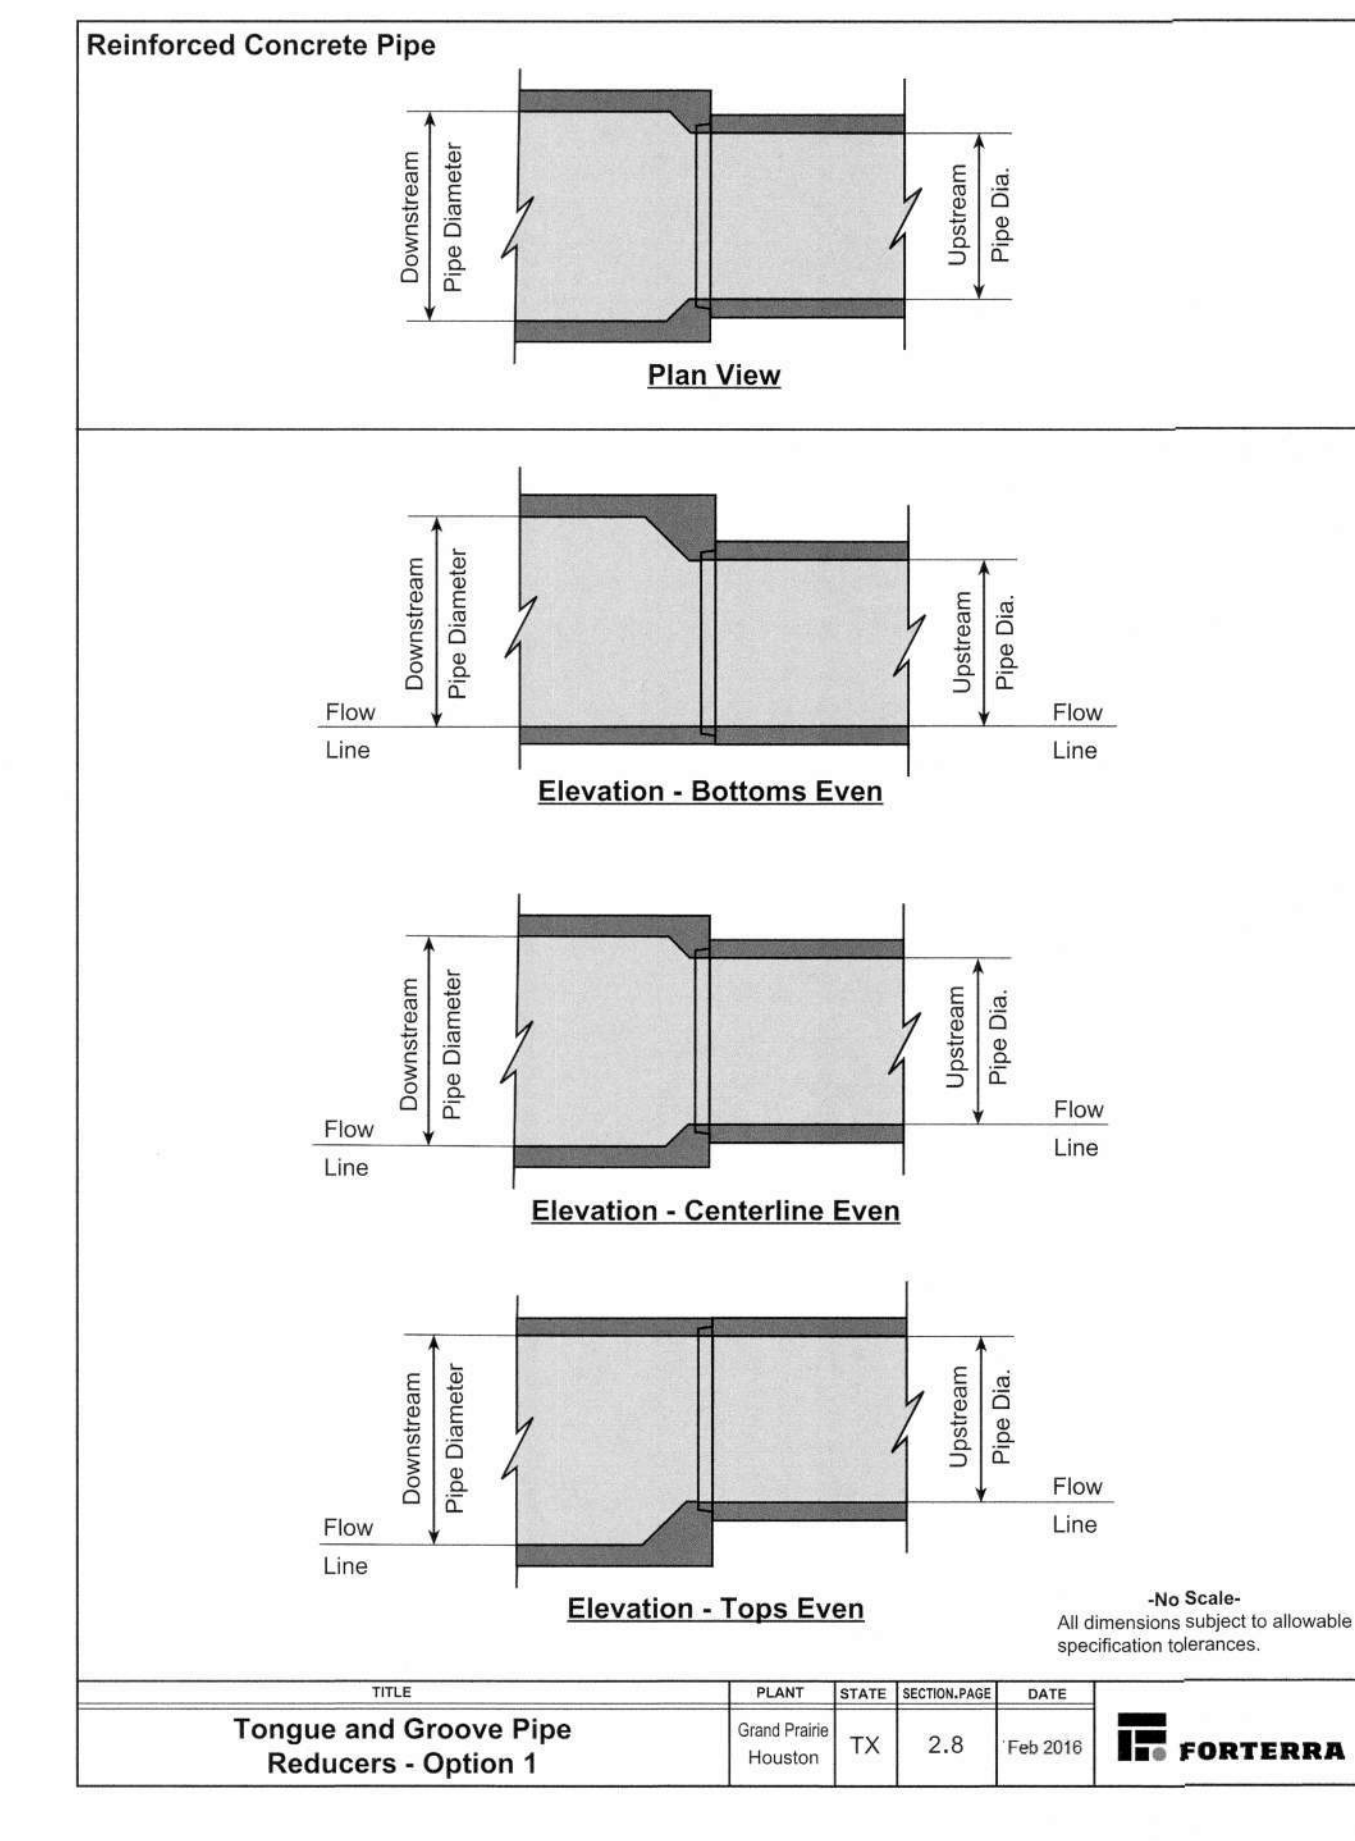 Reinforced Concrete Pipe
Downstream
Pipe Diameter
Upstream
Pipe Dia.
Plan View
Downstream
Pipe Diameter
Upstream
Pipe Dia.
Flow
Line
Flow
Line
Elevation - Bottoms Even
Downstream
Pipe Diameter
Upstream
Pipe Dia.
Flow
Line
Flow
Line
Elevation - Centerline Even
Downstream
Pipe Diameter
Upstream
Pipe Dia.
Flow
Line
Flow
Line
Elevation - Tops Even
-No Scale-
All dimensions subject to allowable
specification tolerances.
TITLE
PLANT
STATE
SECTION.PAGE
DATE
Tongue and Groove Pipe
Reducers - Option 1
Grand Prairie
Houston
TX
2.8
Feb 2016
FORTERRA